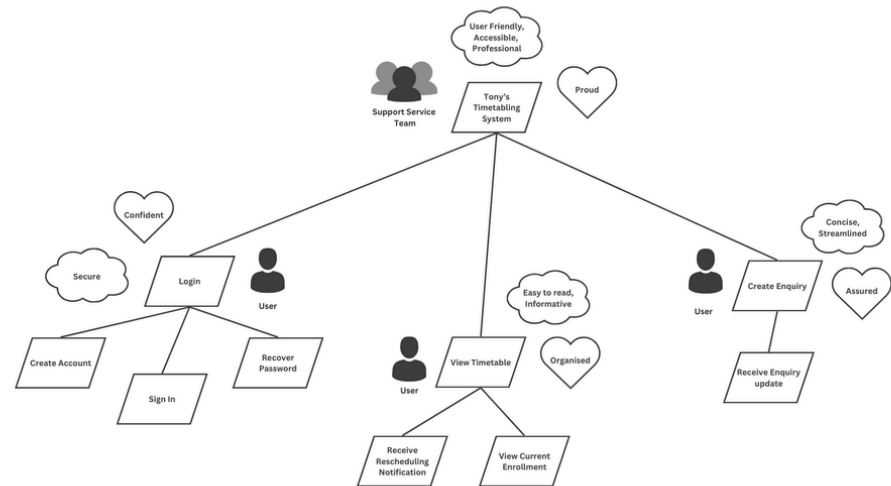 User Friendly,
Accessible,
Professional
Support Service
Team
Tony's
Timetabling
System
Proud
Confident
Secure
Login
User
Create Account
Sign In
Recover
Password
Easy to read,
Informative
User
View Timetable
Organised
Receive
Rescheduling
Notification
View Current
Enrollment
Concise,
Streamlined
User
Create Enquiry
Assured
Receive Enquiry
update